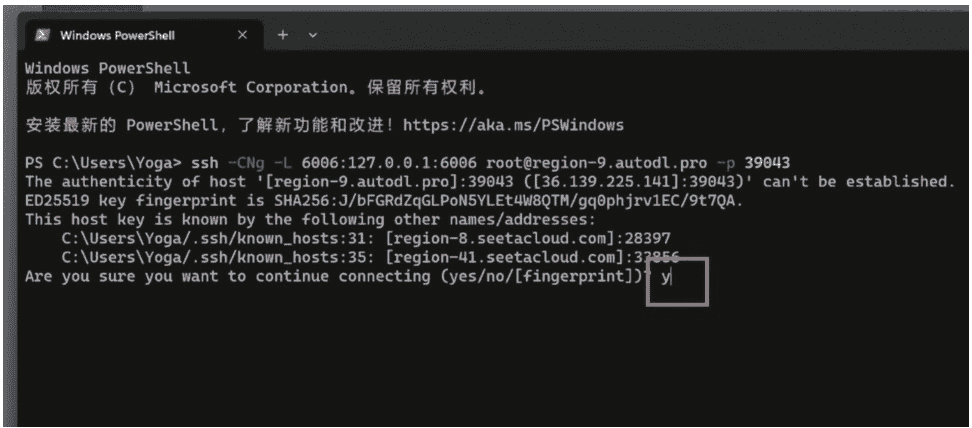 Windows PowerShell
Windows PowerShell
版权所有 (C) Microsoft Corporation。保留所有权利。
安装最新的 PowerShell,了解新功能和改进!https://aka.ms/PSWindows
PS C:\Users\Yoga> ssh -CNg -L 6006:127.0.0.1:6006 root@region-9.autodl.pro -p 39043
The authenticity of host '[region-9.autodl.pro]:39043 ([36.139.225.141]:39043)' can't be established.
ED25519 key fingerprint is SHA256:J/bFGRdZqGLPoN5YLEt4W8QTM/gq0phjrv1EC/9t7QA.
This host key is known by the following other names/addresses:
C:\Users\Yoga/.ssh/known_hosts:31: [region-8.seetacloud.com]:28397
C:\Users\Yoga/.ssh/known_hosts:35: [region-41.seetacloud.com]:33856
Are you sure you want to continue connecting (yes/no/[fingerprint])? y